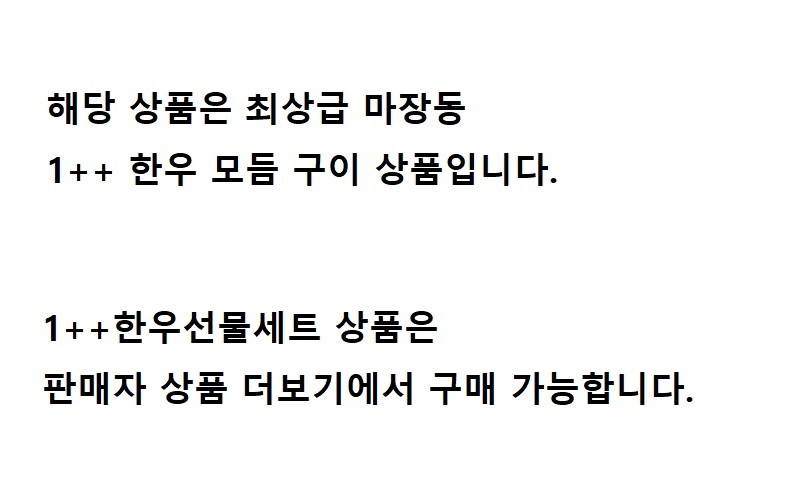 해당 상품은 최상급 마장동
1++ 한우 모듬 구이 상품입니다.
1++한우선물세트 상품은
판매자 상품 더보기에서 구매 가능합니다.